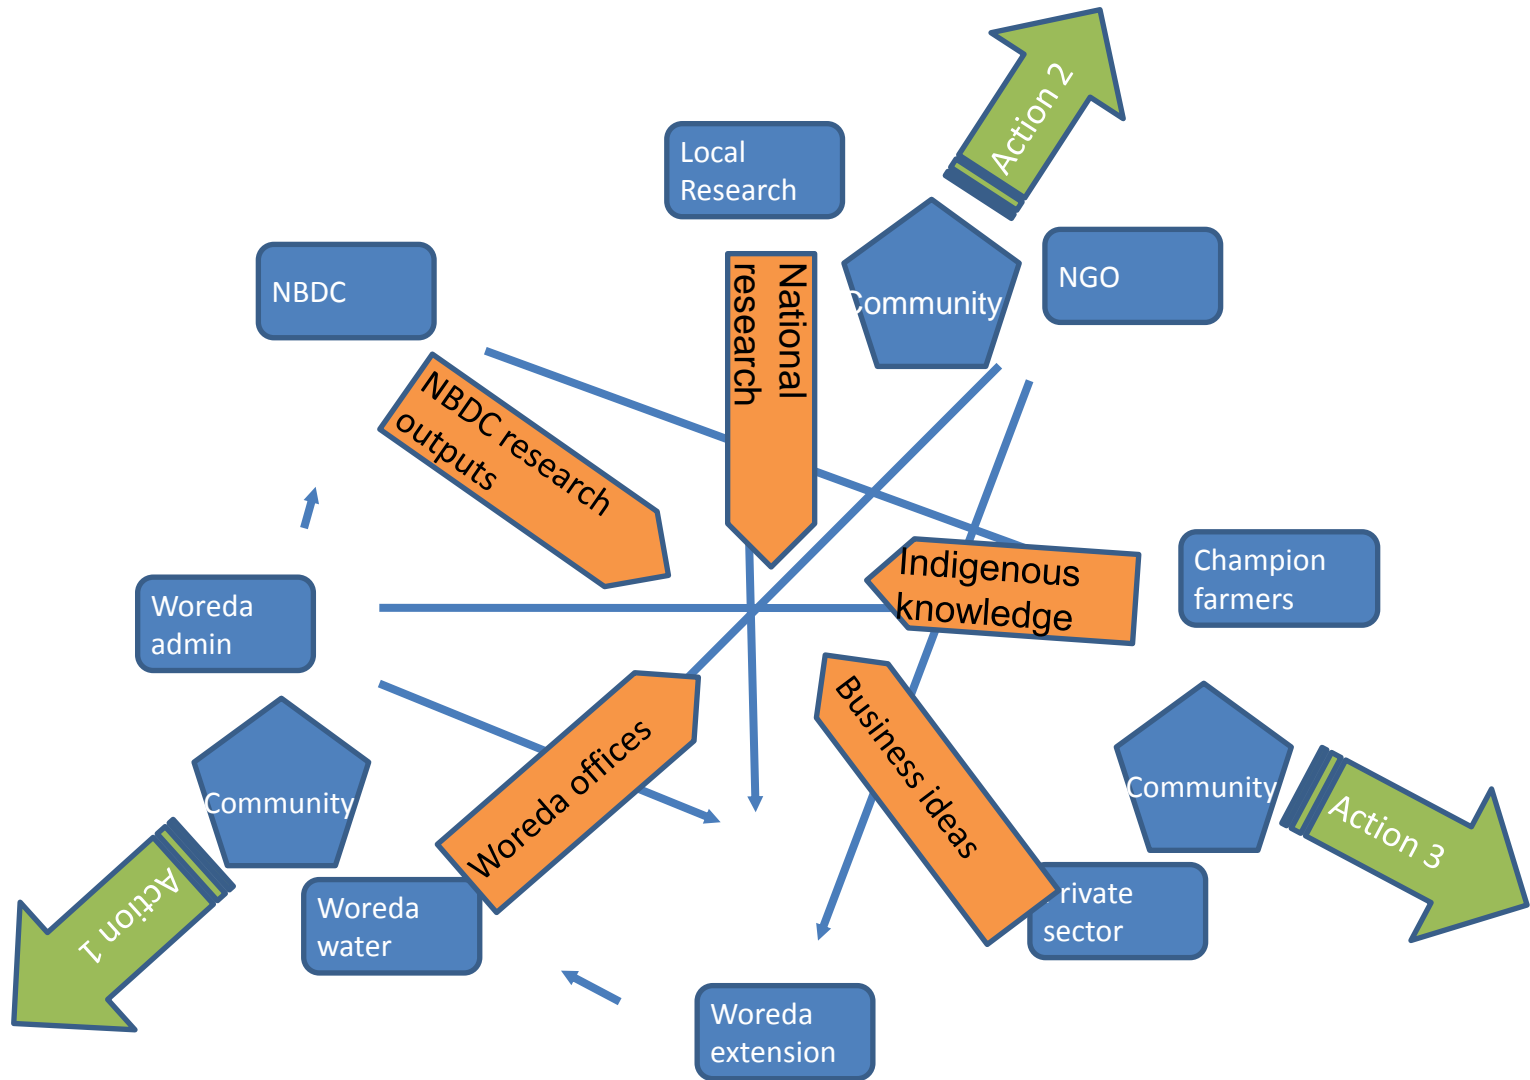 Action 2
Local
Research
NGO
Community
National
research
NBDC
NBDC research
outputs
Indigenous
knowledge
Champion
farmers
Woreda
admin
Woreda offices
Business ideas
Community
Community
Action 3
Action 1
Woreda
water
Private
sector
Woreda
extension